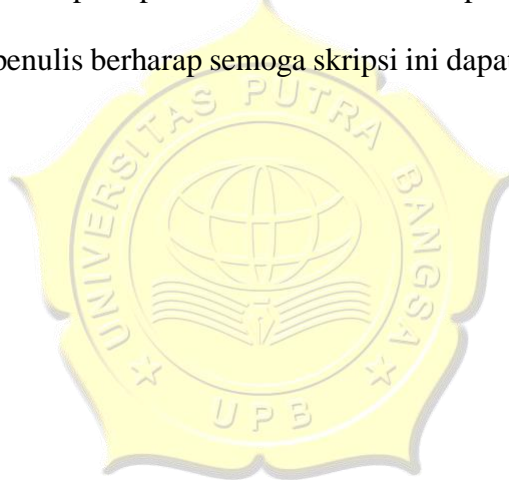 penulis berharap semoga skripsi ini dapat
UNIVERSITAS PUTRA BANGSA
UPB